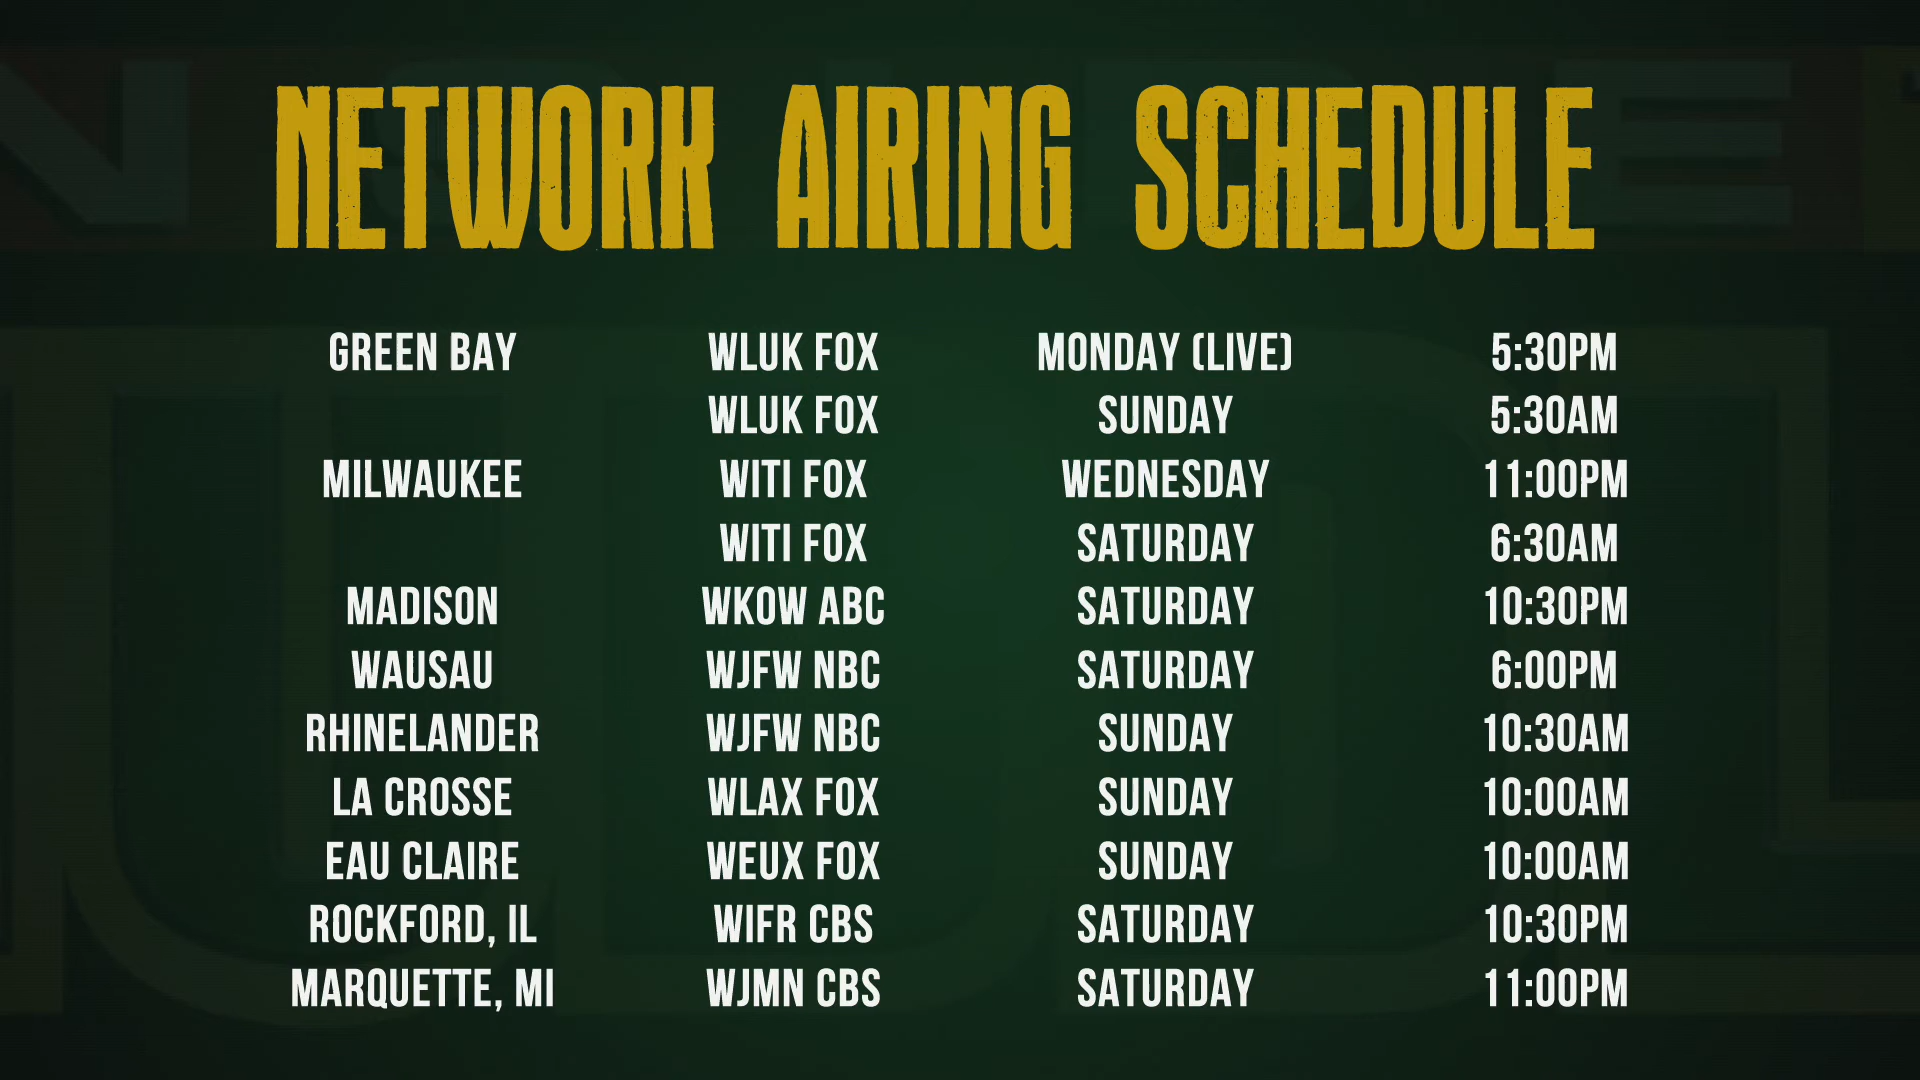 NETWORK AIRING SCHEDULE
GREEN BAY WLUK FOX MONDAY (LIVE) 5:30PM
WLUK FOX SUNDAY 5:30AM
MILWAUKEE WITI FOX WEDNESDAY 11:00PM
WITI FOX SATURDAY 6:30AM
MADISON WKOW ABC SATURDAY 10:30PM
WAUSAU WJFW NBC SATURDAY 6:00PM
RHINELANDER WJFW NBC SUNDAY 10:30AM
LA CROSSE WLAX FOX SUNDAY 10:00AM
EAU CLAIRE WEUX FOX SUNDAY 10:00AM
ROCKFORD, IL WIFR CBS SATURDAY 10:30PM
MARQUETTE, MI WJMN CBS SATURDAY 11:00PM